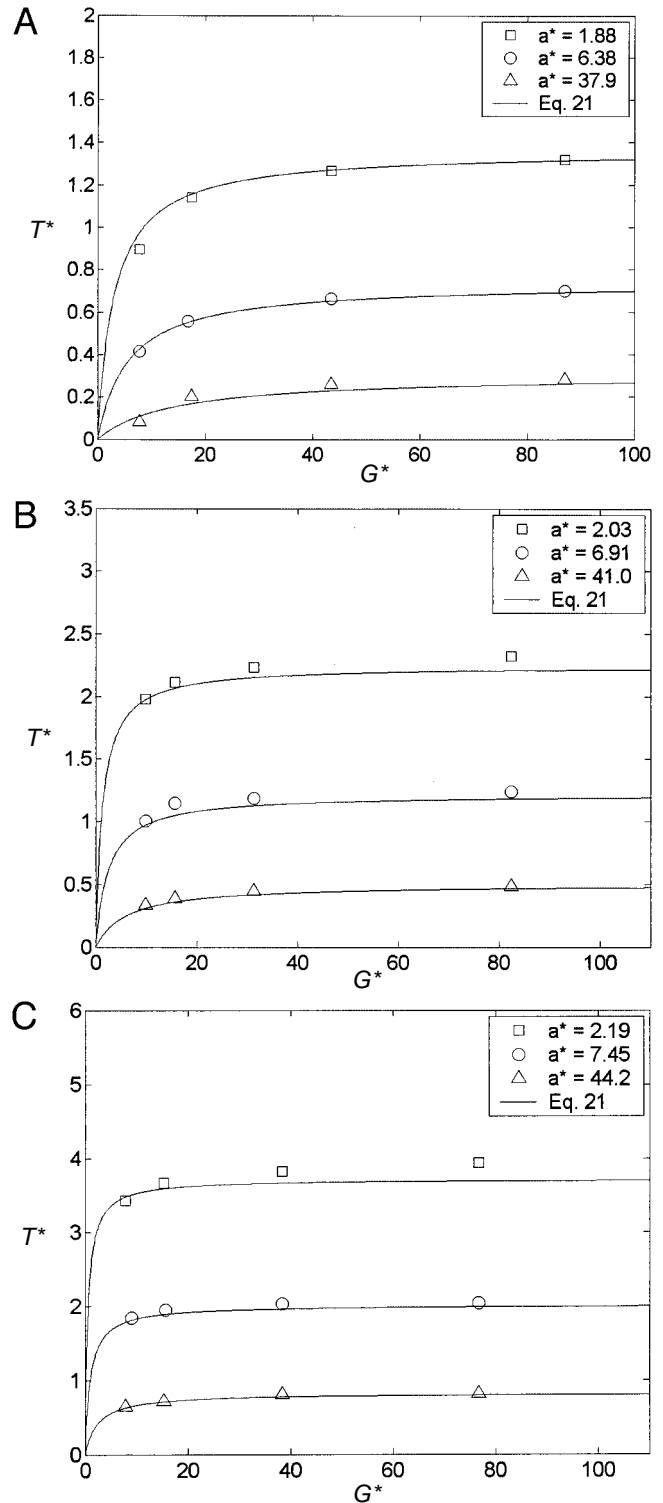 A
2
1.8
1.6
1.4
1.2
1
0.8
0.6
0.4
0.2
0
T*
0 20 40 60 80 100
G*
a* = 1.88
a* = 6.38
a* = 37.9
Eq. 21
B
3.5
3
2.5
2
1.5
1
0.5
0
T*
0 20 40 60 80 100
G*
a* = 2.03
a* = 6.91
a* = 41.0
Eq. 21
C
6
5
4
3
2
1
0
T*
0 20 40 60 80 100
G*
a* = 2.19
a* = 7.45
a* = 44.2
Eq. 21